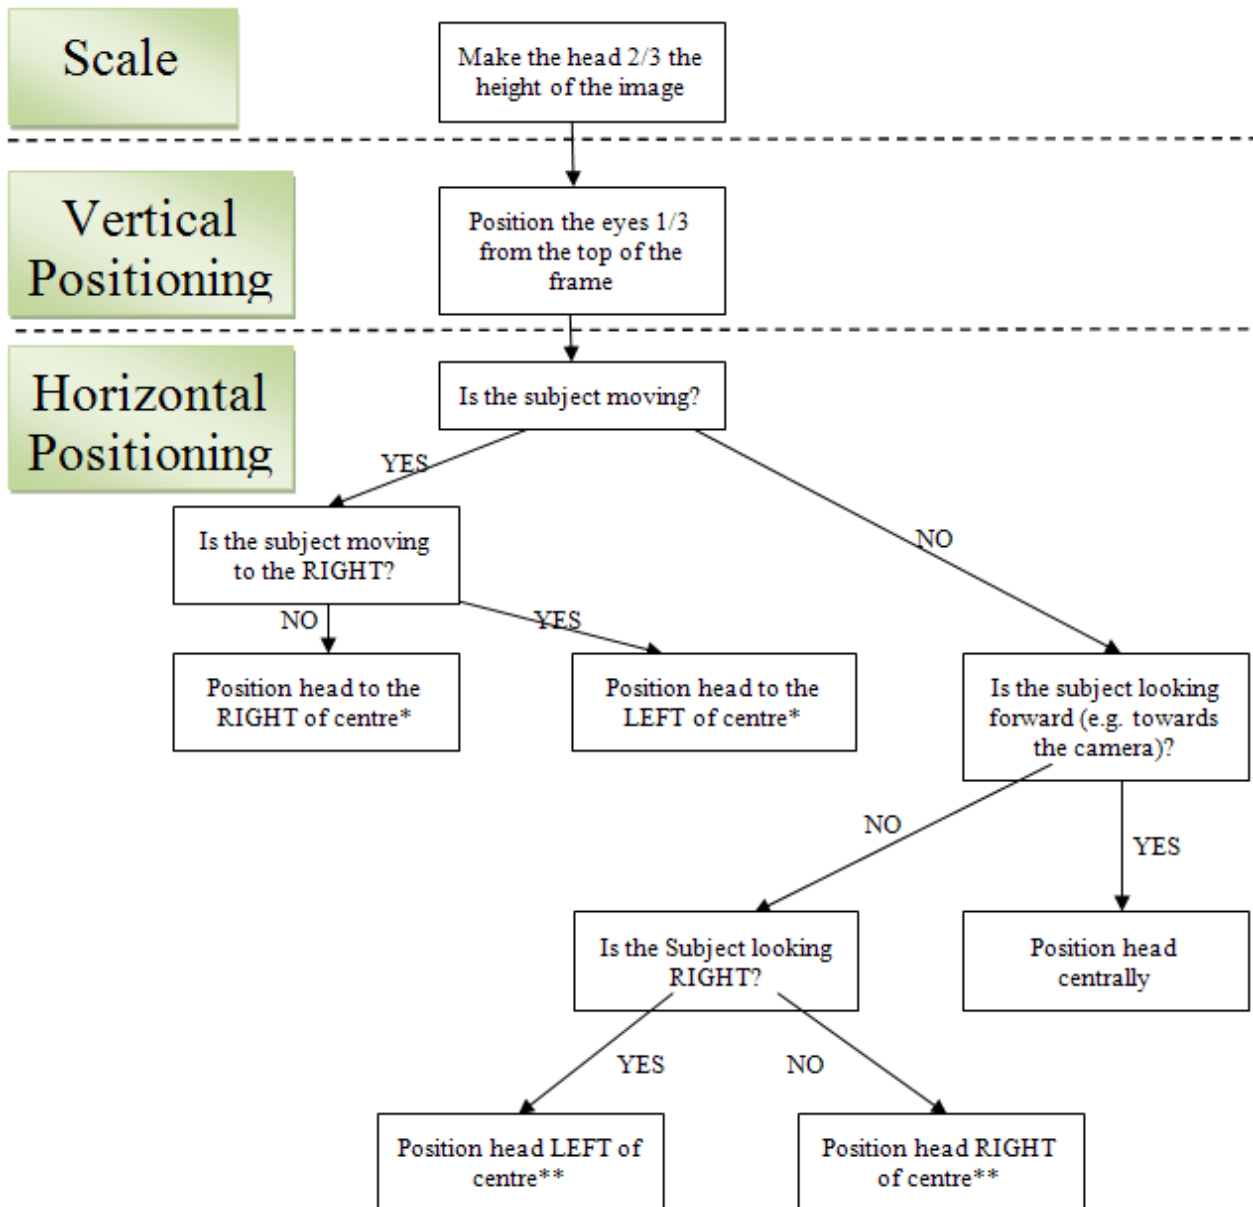 Scale
Make the head 2/3 the
height of the image
Vertical
Positioning
Position the eyes 1/3
from the top of the
frame
Horizontal
Positioning
Is the subject moving?
YES
NO
Is the subject moving
to the RIGHT?
NO
YES
Position head to the
RIGHT of centre*
Position head to the
LEFT of centre*
Is the subject looking
forward (e.g. towards
the camera)?
NO
YES
Is the Subject looking
RIGHT?
Position head
centrally
YES
NO
Position head LEFT of
centre**
Position head RIGHT
of centre**